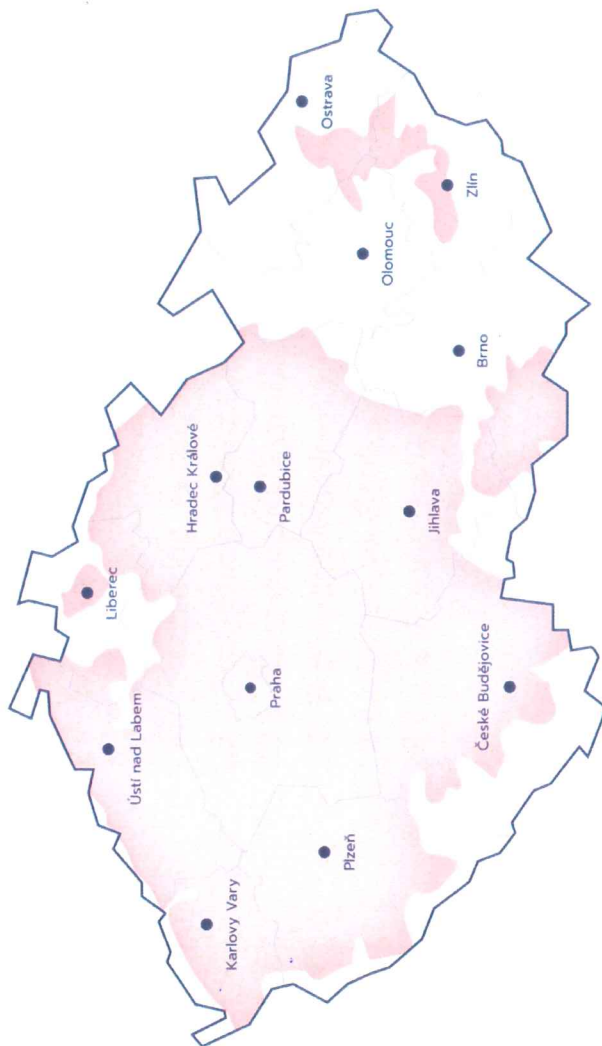 Liberec
Ústí nad Labem
Karlovy Vary
Hradec Králové
Praha
Pardubice
Plzeň
Ostrava
Olomouc
Jihlava
Zlín
Brno
České Budějovice